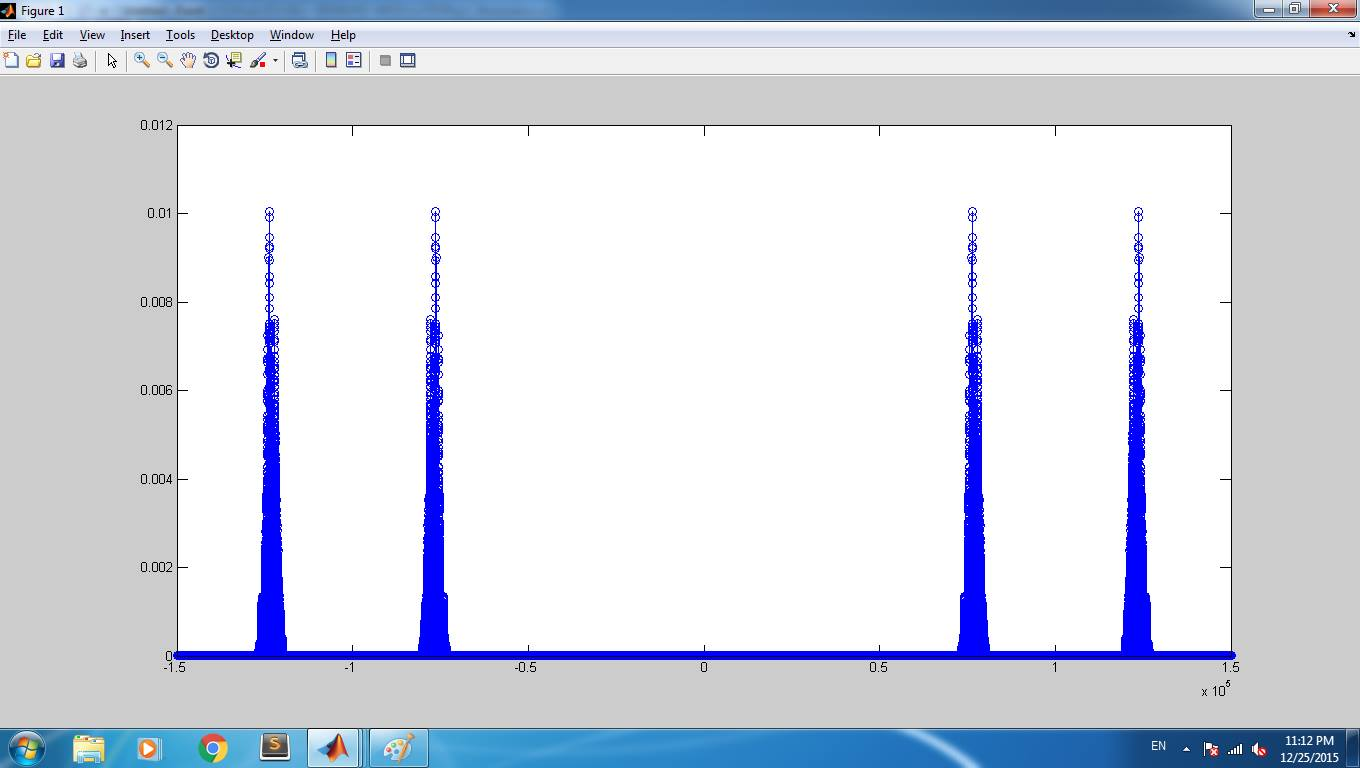 Figure 1
File Edit View Insert Tools Desktop Window Help
0.012
0.01
0.008
0.006
0.004
0.002
0
-1.5 -1 -0.5 0 0.5 1 1.5
x 10^5
S
EN
11:12 PM
12/25/2015